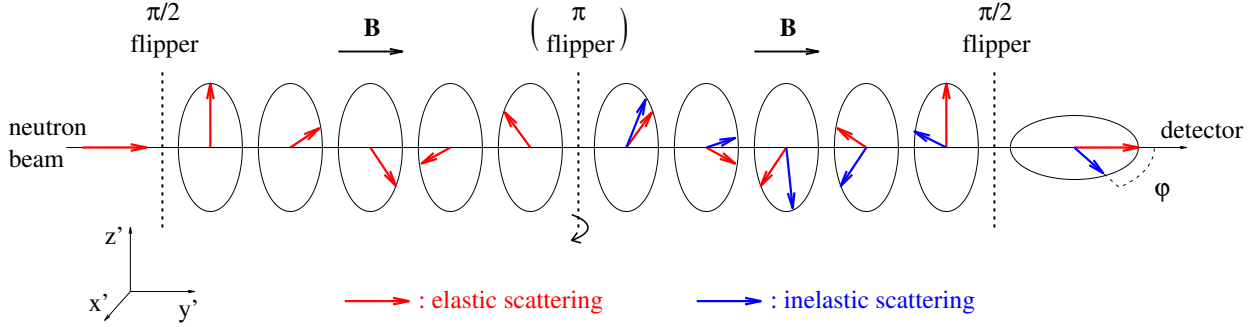 π/2
flipper
B
( π
flipper )
B
π/2
flipper
neutron
beam
detector
φ
z'
x'
y'
: elastic scattering
: inelastic scattering